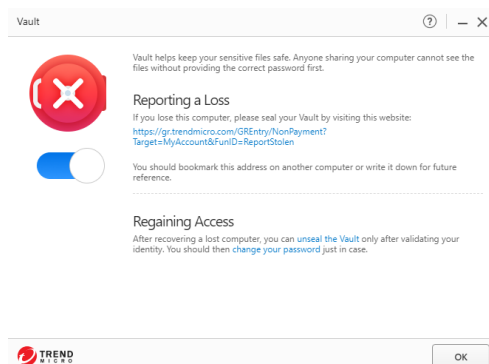 Vault
Vault helps keep your sensitive files safe. Anyone sharing your computer cannot see the
files without providing the correct password first.
Reporting a Loss
If you lose this computer, please seal your Vault by visiting this website:
https://gr.trendmicro.com/GREntry/NonPayment?
Target=MyAccount&FunID=ReportStolen
You should bookmark this address on another computer or write it down for future
reference.
Regaining Access
After recovering a lost computer, you can unseal the Vault only after validating your
identity. You should then change your password just in case.
TREND
MICRO
OK